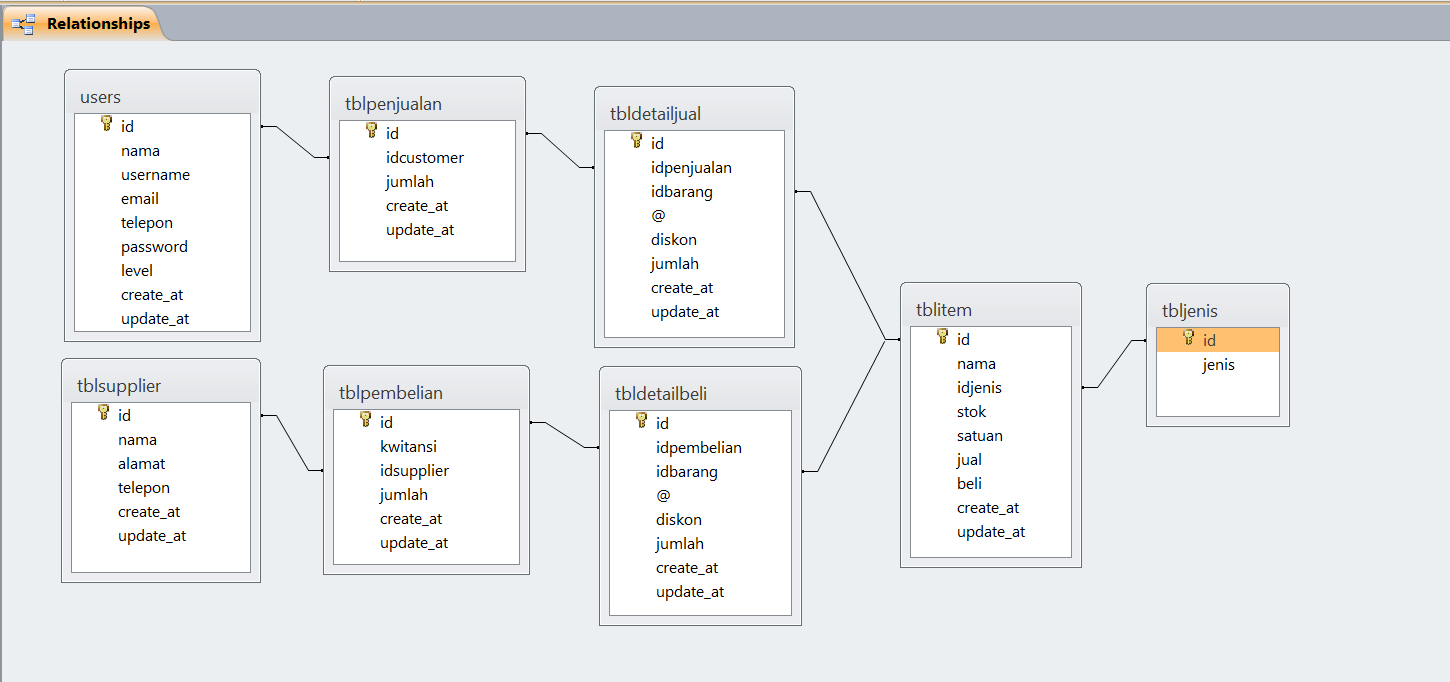 Relationships
users
id
nama
username
email
telepon
password
level
create_at
update_at
tblpenjualan
id
idcustomer
jumlah
create_at
update_at
tbldetailjual
id
idpenjualan
idbarang
@
diskon
jumlah
create_at
update_at
tblsupplier
id
nama
alamat
telepon
create_at
update_at
tblpembelian
id
kwitansi
idsupplier
jumlah
create_at
update_at
tbldetailbeli
id
idpembelian
idbarang
@
diskon
jumlah
create_at
update_at
tblitem
id
nama
idjenis
stok
satuan
jual
beli
create_at
update_at
tbljenis
id
jenis